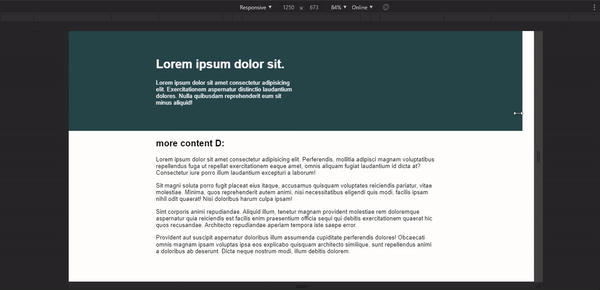 Responsive ▼ 1250 × 673 84% ▼ Online ▼
Lorem ipsum dolor sit.
Lorem ipsum dolor sit amet consectetur adipisicing
elit. Exercitationem aspernatur distinctio laudantium
dolores. Nulla quibusdam reprehenderit eum sit
minus aliquid!
more content D:
Lorem ipsum dolor sit amet consectetur adipisicing elit. Perferendis, mollitia adipisci magnam voluptatibus
repellendus fuga ut repellat exercitationem eaque amet, omnis aliquam fugiat laudantium id dicta at?
Consectetur iure porro illum laudantium excepturi a laborum!
Sit magni soluta porro fugit placeat eius itaque, accusamus quisquam voluptates reiciendis pariatur, vitae
molestiae. Minima, quos reprehenderit autem animi, nisi necessitatibus eligendi quis modi, facilis ipsum
nihil odit quaerat! Nisi doloribus harum culpa ipsam!
Sint corporis animi repudiandae. Aliquid illum, tenetur magnam provident molestiae rem doloremque
aspernatur quia reiciendis est facilis enim praesentium officia sequi qui debitis exercitationem quaerat hic
quos recusandae. Architecto repudiandae aperiam tempora iste saepe error.
Provident aut suscipit aspernatur doloribus illum assumenda cupiditate perferendis dolores! Obcaecati
omnis magnam ipsam voluptas ipsa eos explicabo quisquam architecto similique, sunt repellendus animi
a doloribus ab deserunt. Dicta neque nostrum modi, illum debitis dolorem.